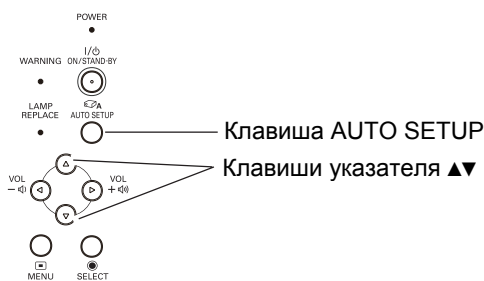 POWER
I/⏻
WARNING ON/STAND-BY
LAMP REPLACE
A
AUTO SETUP
Клавиша AUTO SETUP
Клавиши указателя ▲▼
VOL
–
VOL
+
MENU
SELECT